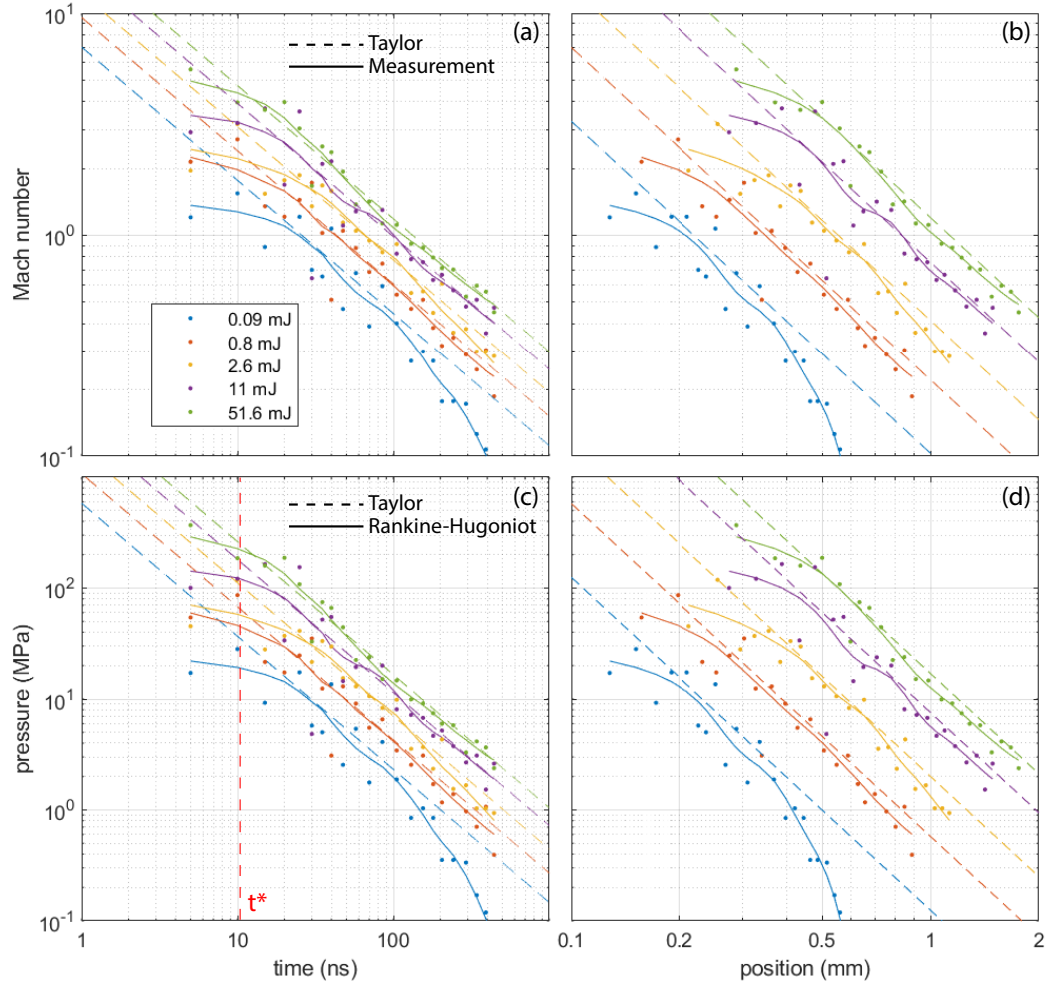 (a)
Taylor
Measurement
(b)
Mach number
10^1
10^0
10^-1
0.09 mJ
0.8 mJ
2.6 mJ
11 mJ
51.6 mJ
(c)
Taylor
Rankine-Hugoniot
(d)
pressure (MPa)
10^2
10^1
10^0
10^-1
t*
1 10 100
time (ns)
0.1 0.2 0.5 1 2
position (mm)